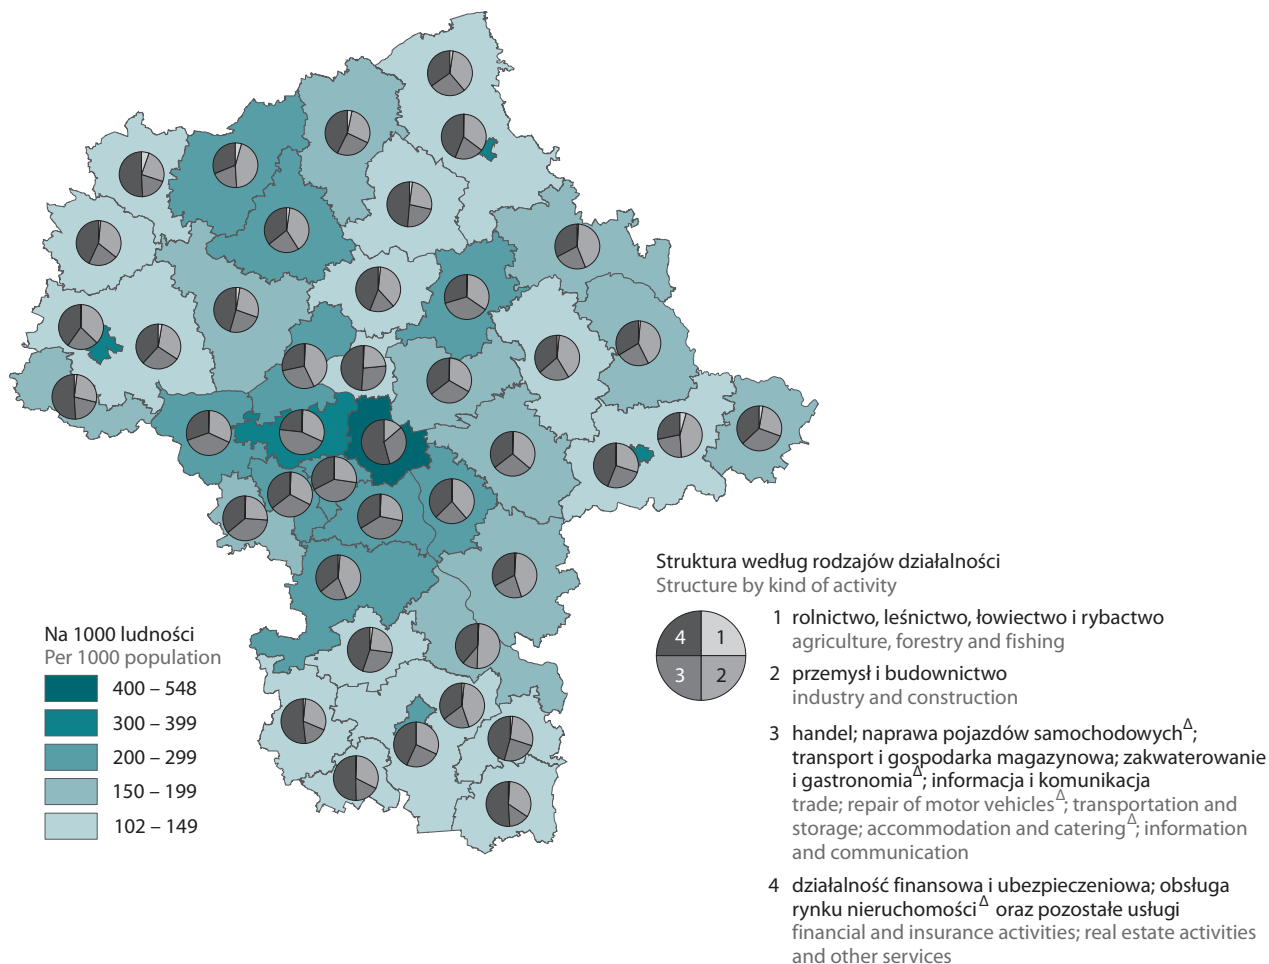 Struktura według rodzajów działalności
Structure by kind of activity
4 1
3 2
1 rolnictwo, leśnictwo, łowiectwo i rybactwo
agriculture, forestry and fishing
2 przemysł i budownictwo
industry and construction
3 handel; naprawa pojazdów samochodowych^Δ;
transport i gospodarka magazynowa; zakwaterowanie
i gastronomia^Δ; informacja i komunikacja
trade; repair of motor vehicles^Δ; transportation and
storage; accommodation and catering^Δ; information
and communication
4 działalność finansowa i ubezpieczeniowa; obsługa
rynku nieruchomości^Δ oraz pozostałe usługi
financial and insurance activities; real estate activities
and other services
Na 1000 ludności
Per 1000 population
400 – 548
300 – 399
200 – 299
150 – 199
102 – 149